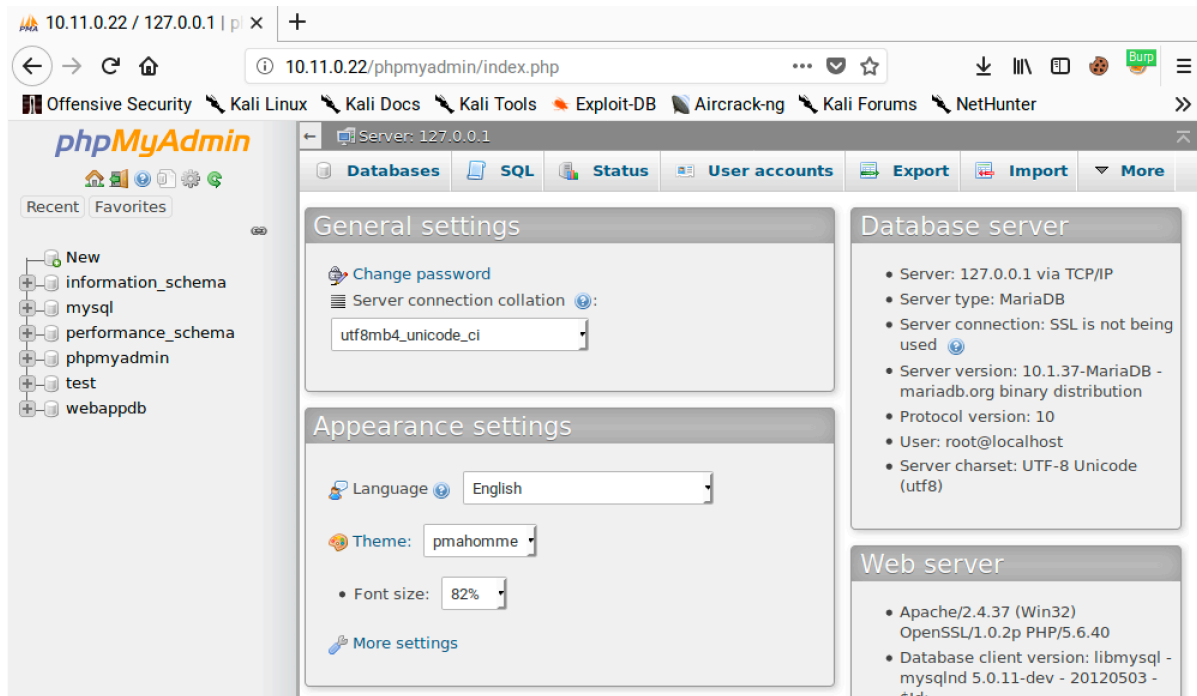 10.11.0.22 / 127.0.0.1 | p
10.11.0.22/phpmyadmin/index.php
Burp
Offensive Security Kali Linux Kali Docs Kali Tools Exploit-DB Aircrack-ng Kali Forums NetHunter
phpMyAdmin
Recent Favorites
New
information_schema
mysql
performance_schema
phpmyadmin
test
webappdb
Server: 127.0.0.1
Databases SQL Status User accounts Export Import More
General settings
Change password
Server connection collation :
utf8mb4_unicode_ci
Appearance settings
Language English
Theme: pmahomme
• Font size: 82%
More settings
Database server
• Server: 127.0.0.1 via TCP/IP
• Server type: MariaDB
• Server connection: SSL is not being
used
• Server version: 10.1.37-MariaDB -
mariadb.org binary distribution
• Protocol version: 10
• User: root@localhost
• Server charset: UTF-8 Unicode
(utf8)
Web server
• Apache/2.4.37 (Win32)
OpenSSL/1.0.2p PHP/5.6.40
• Database client version: libmysql -
mysqlnd 5.0.11-dev - 20120503 -